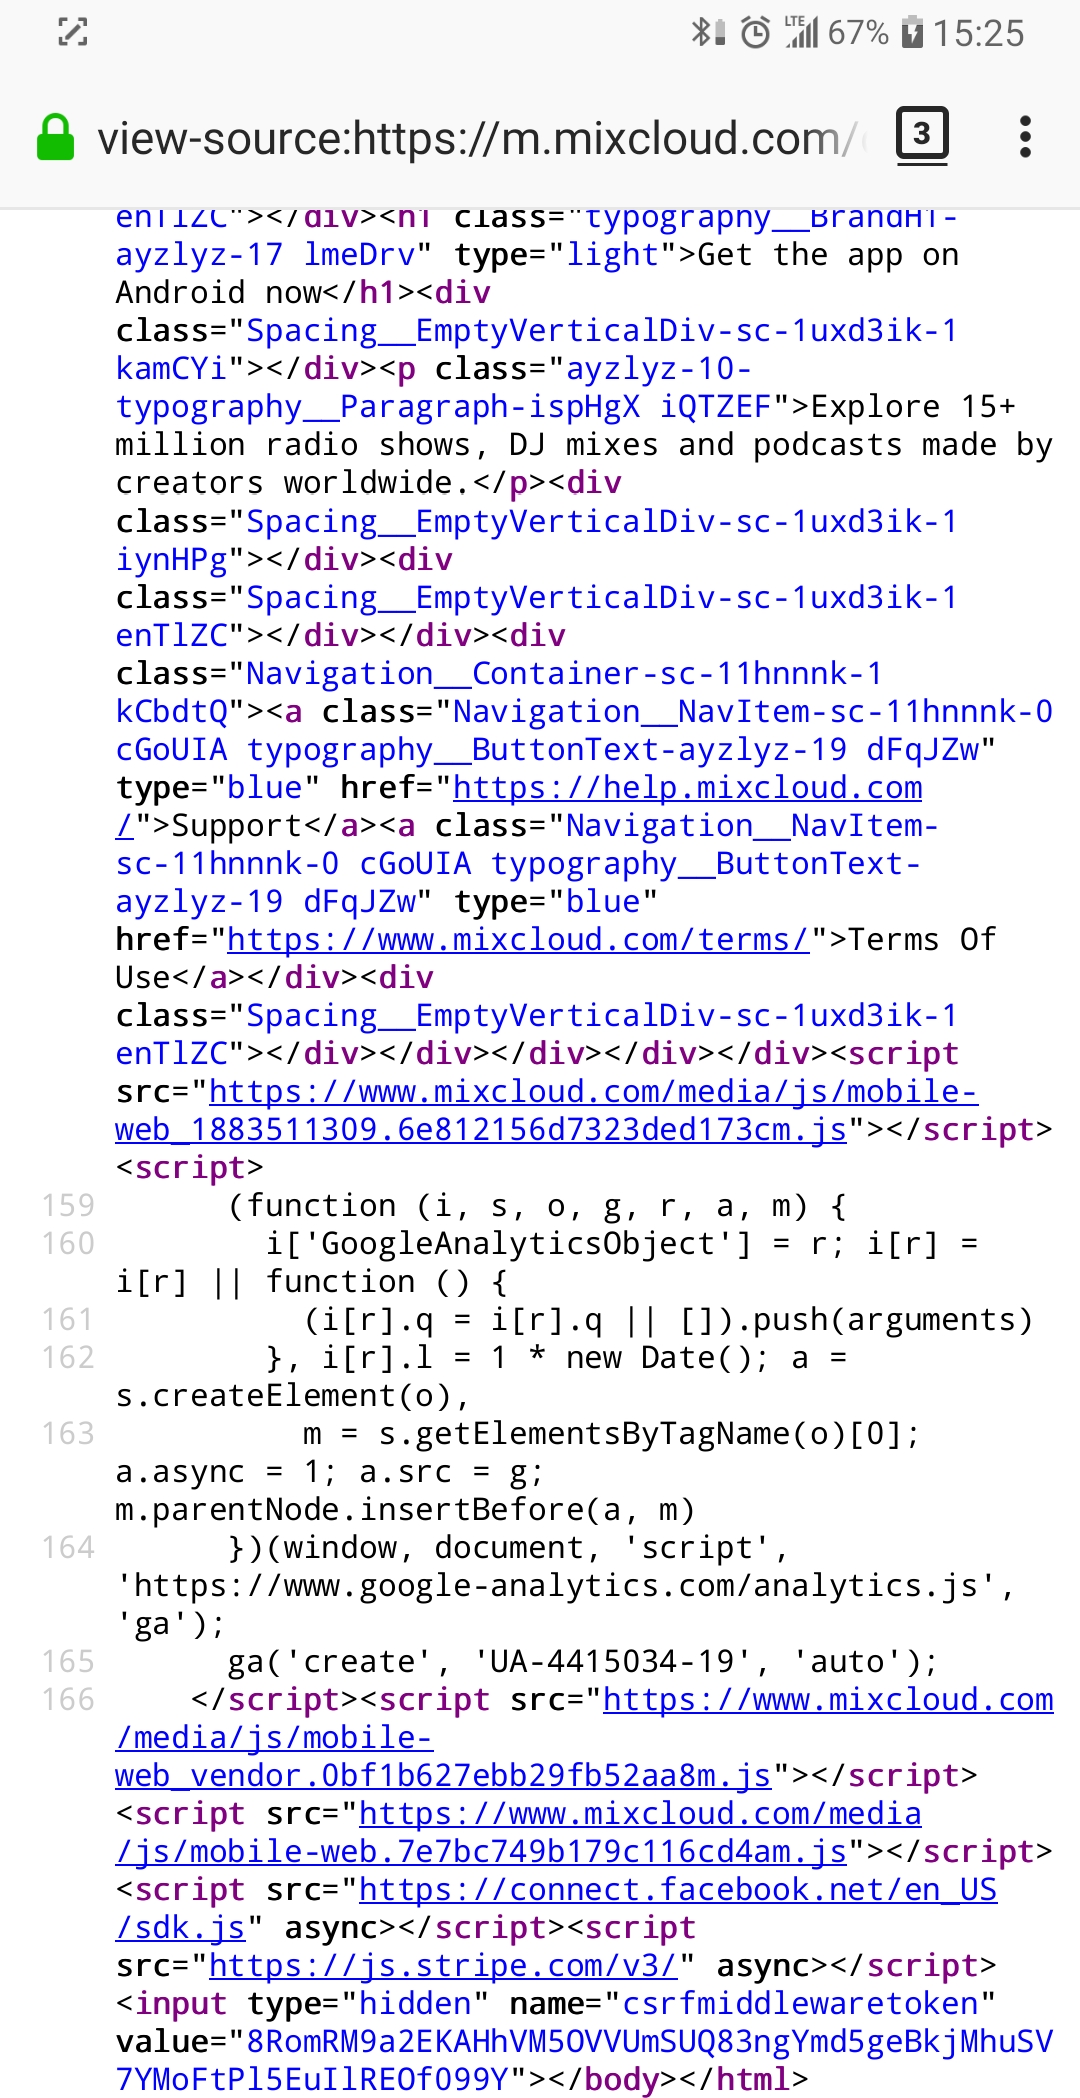 LTE 67% 15:25
view-source:https://m.mixcloud.com/
3
enTlZC"></div><h1 class="typography__BrandH1-
ayzlyz-17 lmeDrv" type="light">Get the app on
Android now</h1><div
class="Spacing__EmptyVerticalDiv-sc-1uxd3ik-1
kamCYi"></div><p class="ayzlyz-10-
typography__Paragraph-ispHgX iQTZEF">Explore 15+
million radio shows, DJ mixes and podcasts made by
creators worldwide.</p><div
class="Spacing__EmptyVerticalDiv-sc-1uxd3ik-1
iynHPg"></div><div
class="Spacing__EmptyVerticalDiv-sc-1uxd3ik-1
enTlZC"></div></div><div
class="Navigation__Container-sc-11hnnnk-1
kCbdtQ"><a class="Navigation__NavItem-sc-11hnnnk-0
cGoUIA typography__ButtonText-ayzlyz-19 dFqJZw"
type="blue" href="https://help.mixcloud.com
/">Support</a><a class="Navigation__NavItem-
sc-11hnnnk-0 cGoUIA typography__ButtonText-
ayzlyz-19 dFqJZw" type="blue"
href="https://www.mixcloud.com/terms/">Terms Of
Use</a></div><div
class="Spacing__EmptyVerticalDiv-sc-1uxd3ik-1
enTlZC"></div></div></div></div></div><script
src="https://www.mixcloud.com/media/js/mobile-
web_1883511309.6e812156d7323ded173cm.js"></script>
<script>
159 (function (i, s, o, g, r, a, m) {
160 i['GoogleAnalyticsObject'] = r; i[r] =
i[r] || function () {
161 (i[r].q = i[r].q || []).push(arguments)
162 }, i[r].l = 1 * new Date(); a =
s.createElement(o),
163 m = s.getElementsByTagName(o)[0];
a.async = 1; a.src = g;
m.parentNode.insertBefore(a, m)
164 })(window, document, 'script',
'https://www.google-analytics.com/analytics.js',
'ga');
165 ga('create', 'UA-4415034-19', 'auto');
166 </script><script src="https://www.mixcloud.com
/media/js/mobile-
web_vendor.0bf1b627ebb29fb52aa8m.js"></script>
<script src="https://www.mixcloud.com/media
/js/mobile-web.7e7bc749b179c116cd4am.js"></script>
<script src="https://connect.facebook.net/en_US
/sdk.js" async></script><script
src="https://js.stripe.com/v3/" async></script>
<input type="hidden" name="csrfmiddlewaretoken"
value="8RomRM9a2EKAHhVM5OVVUmSUQ83ngYmd5geBkjMhuSV
7YMoFtPl5EuIlREOf099Y"></body></html>